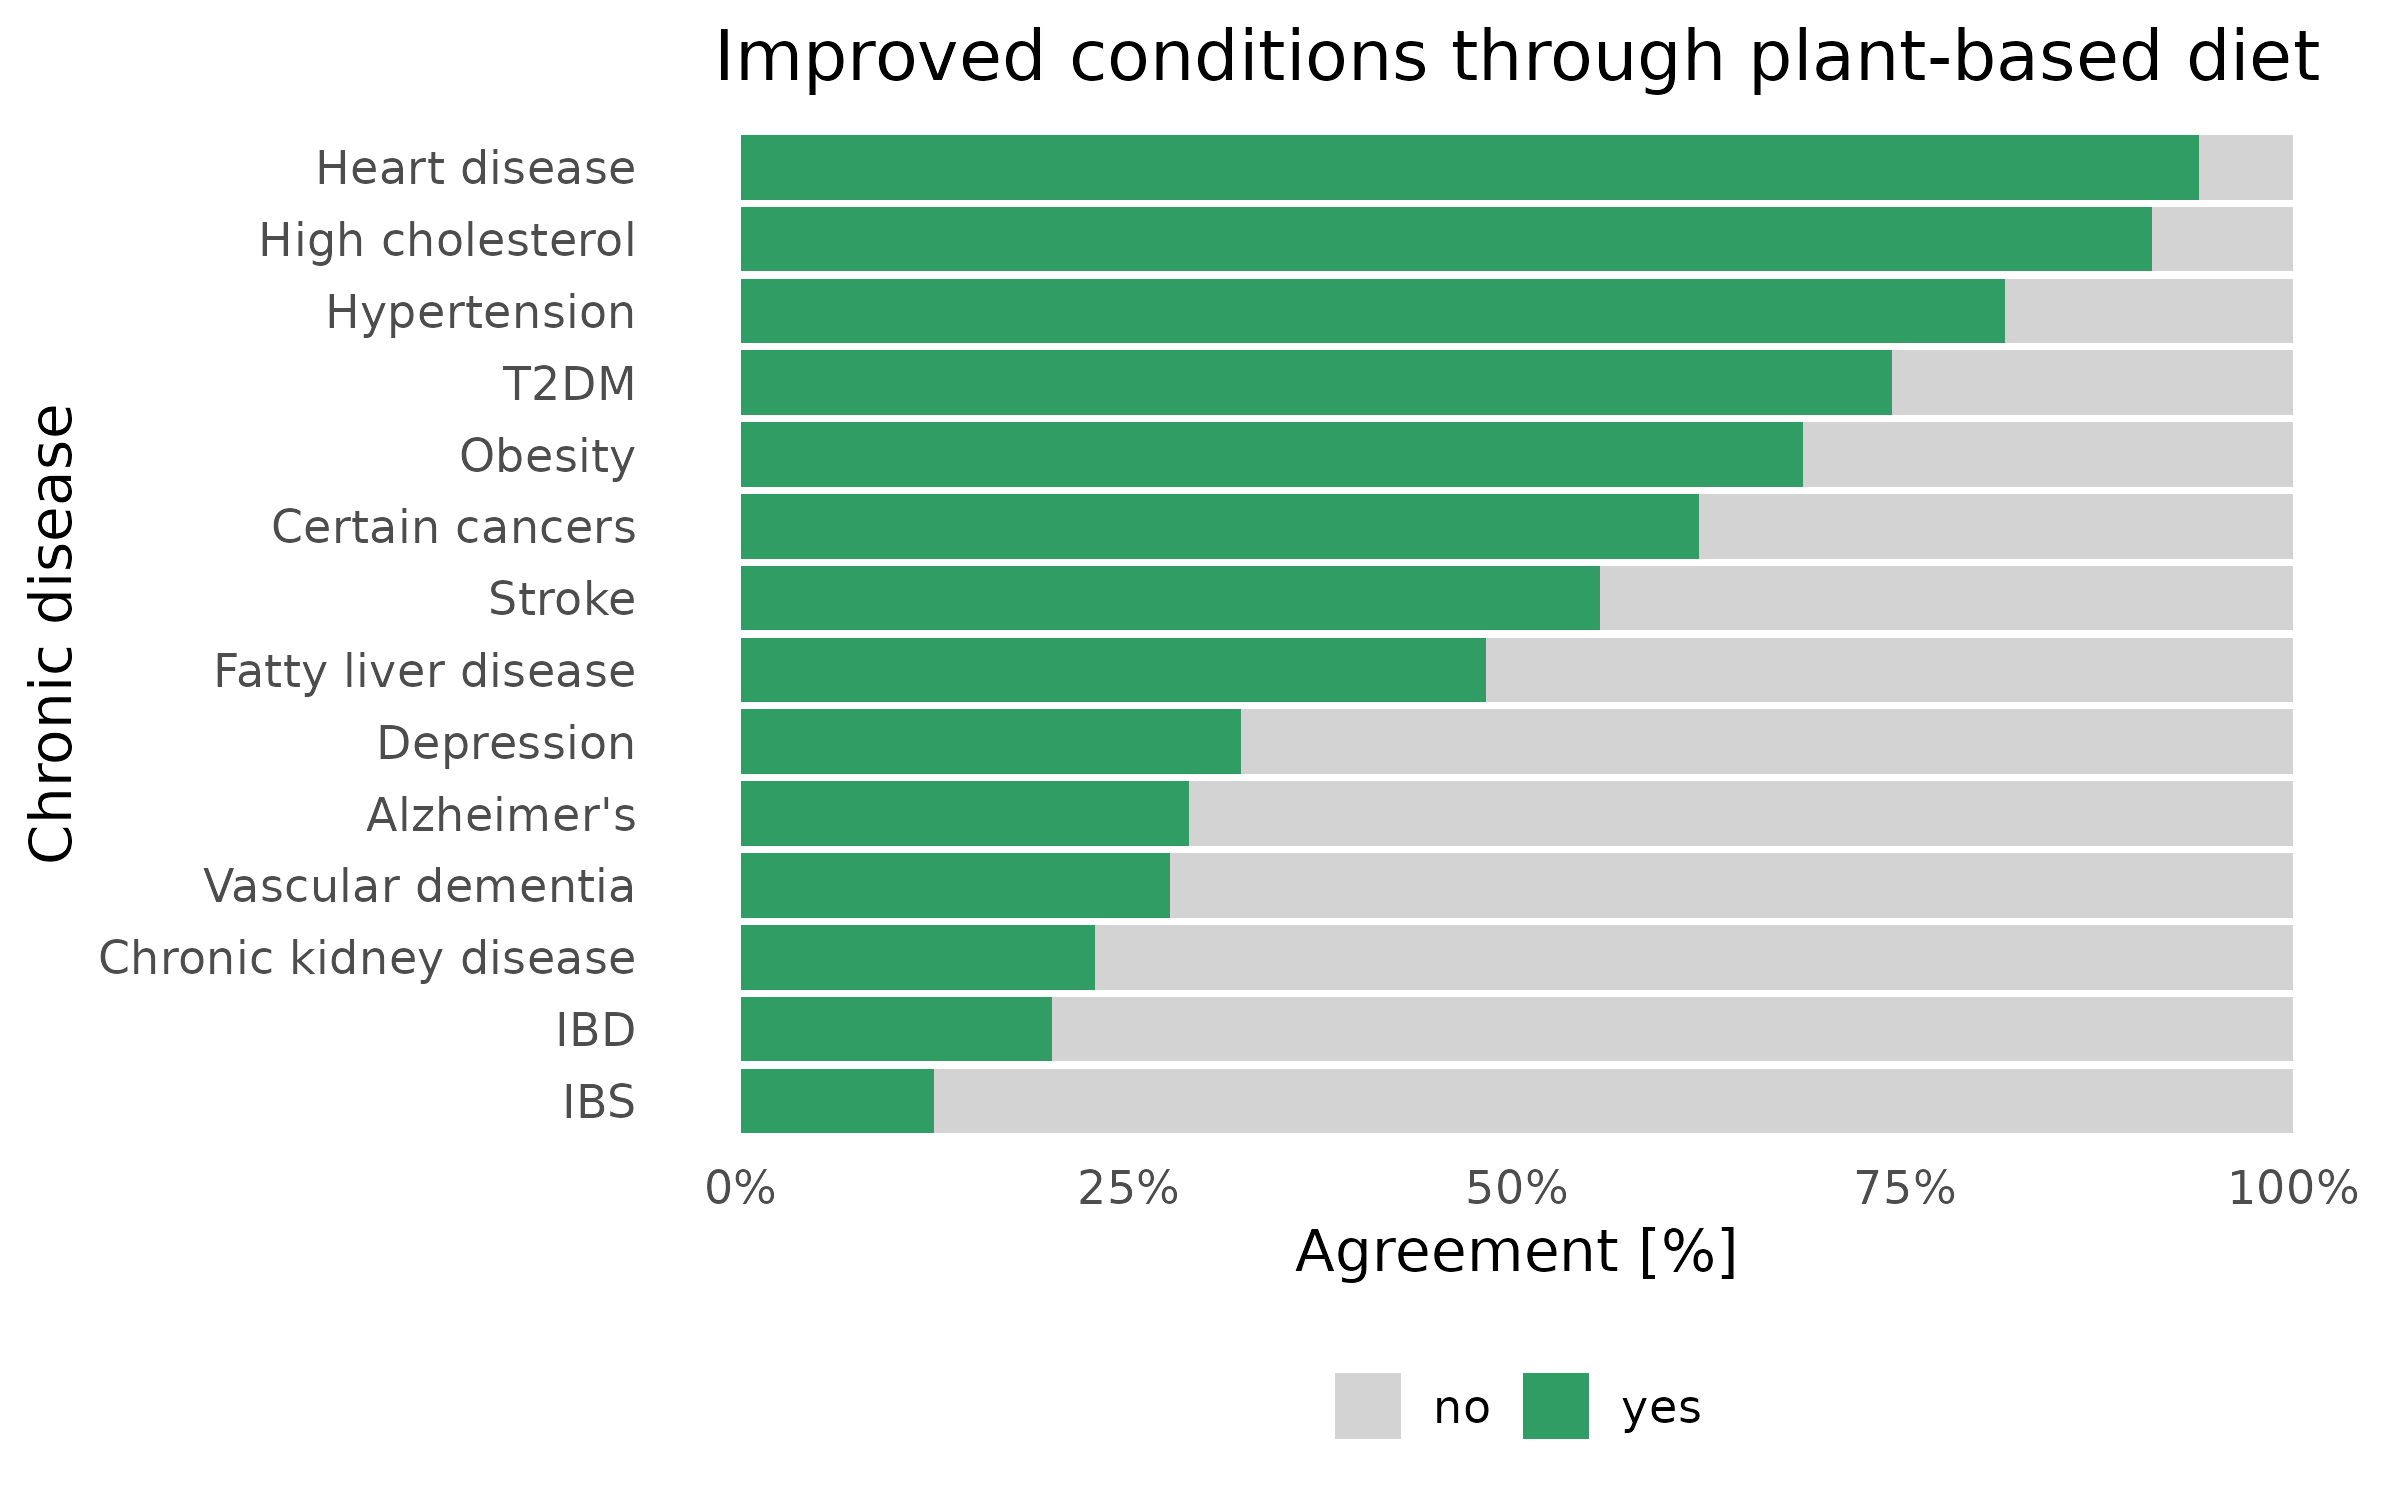 Improved conditions through plant-based diet
Chronic disease
Heart disease
High cholesterol
Hypertension
T2DM
Obesity
Certain cancers
Stroke
Fatty liver disease
Depression
Alzheimer's
Vascular dementia
Chronic kidney disease
IBD
IBS
0% 25% 50% 75% 100%
Agreement [%]
no yes